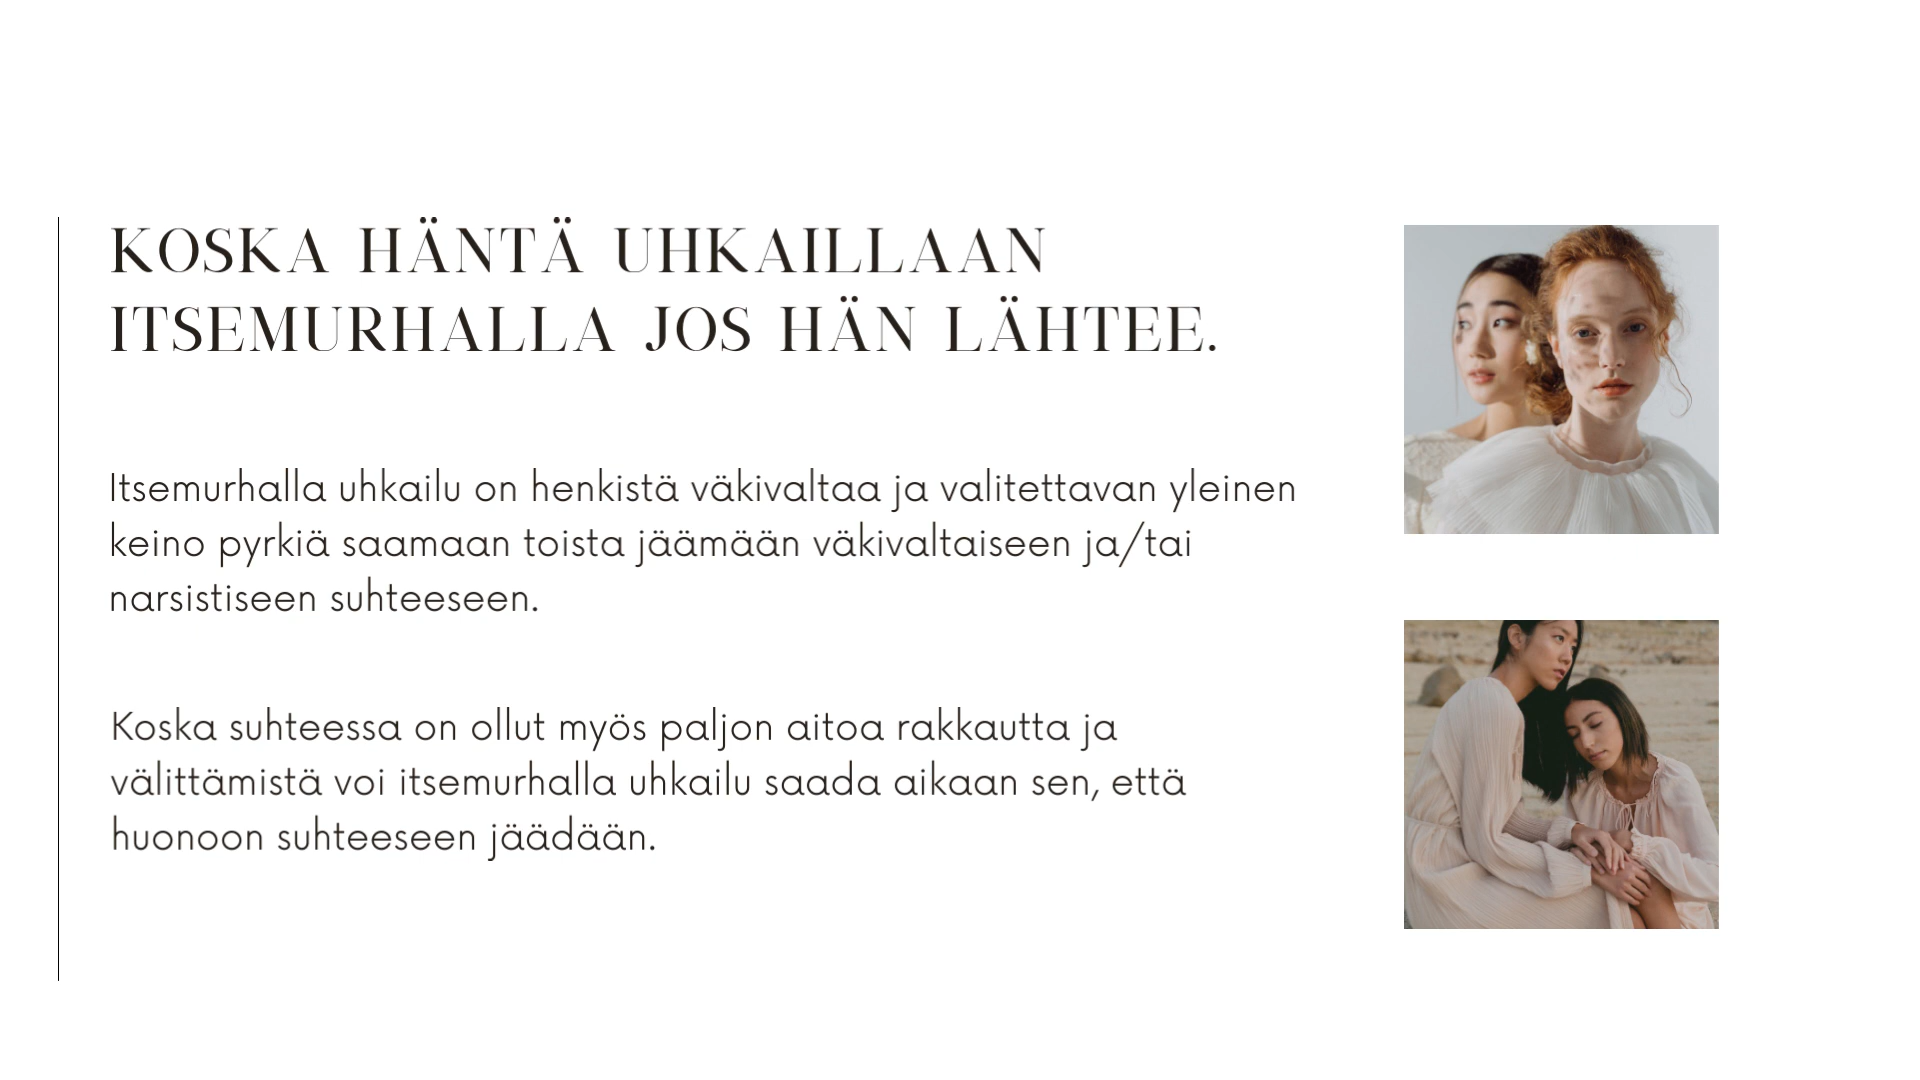 KOSKA HÄNTÄ UHKAILLAAN
ITSEMURHALLA JOS HÄN LÄHTEE.
Itsemurhalla uhkailu on henkistä väkivaltaa ja valitettavan yleinen
keino pyrkiä saamaan toista jäämään väkivaltaiseen ja/tai
narsistiseen suhteeseen.
Koska suhteessa on ollut myös paljon aitoa rakkautta ja
välittämistä voi itsemurhalla uhkailu saada aikaan sen, että
huonoon suhteeseen jäädään.